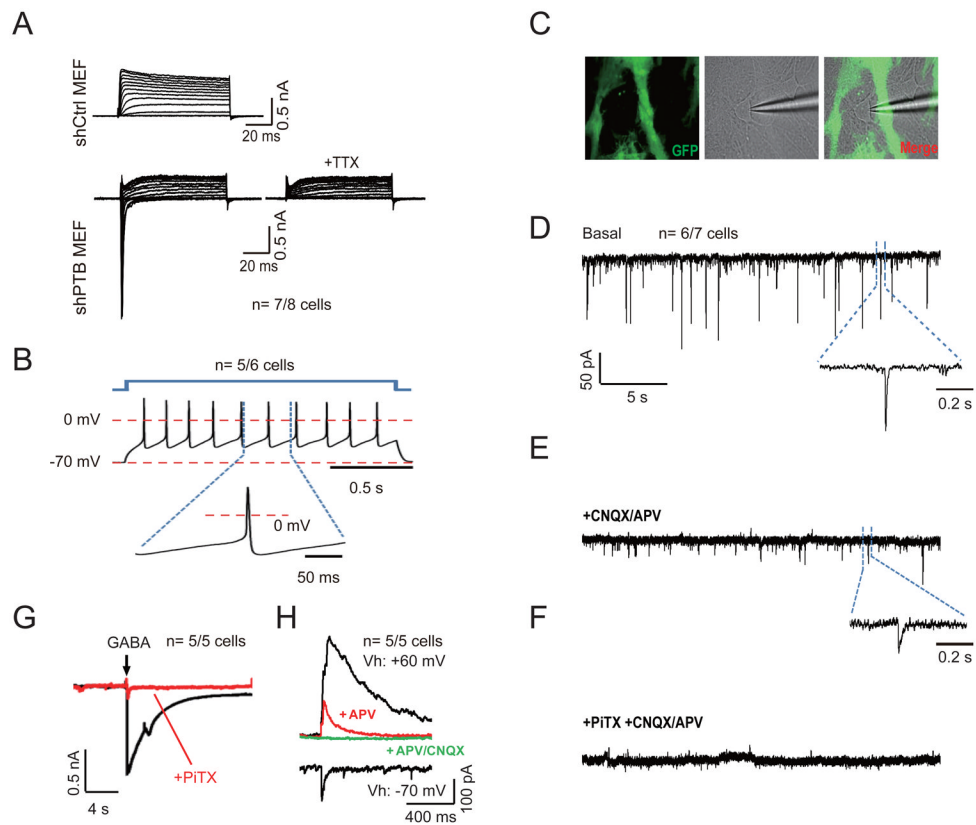 A
shCtrl MEF
0.5 nA
20 ms
+TTX
shPTB MEF
0.5 nA
20 ms
n= 7/8 cells
B
n= 5/6 cells
0 mV
-70 mV
0.5 s
0 mV
50 ms
C
GFP
Merge
D
Basal n= 6/7 cells
50 pA
5 s
0.2 s
E
+CNQX/APV
0.2 s
F
+PiTX +CNQX/APV
G
GABA
n= 5/5 cells
+PiTX
0.5 nA
4 s
H
n= 5/5 cells
Vh: +60 mV
+APV
+ APV/CNQX
Vh: -70 mV
100 pA
400 ms